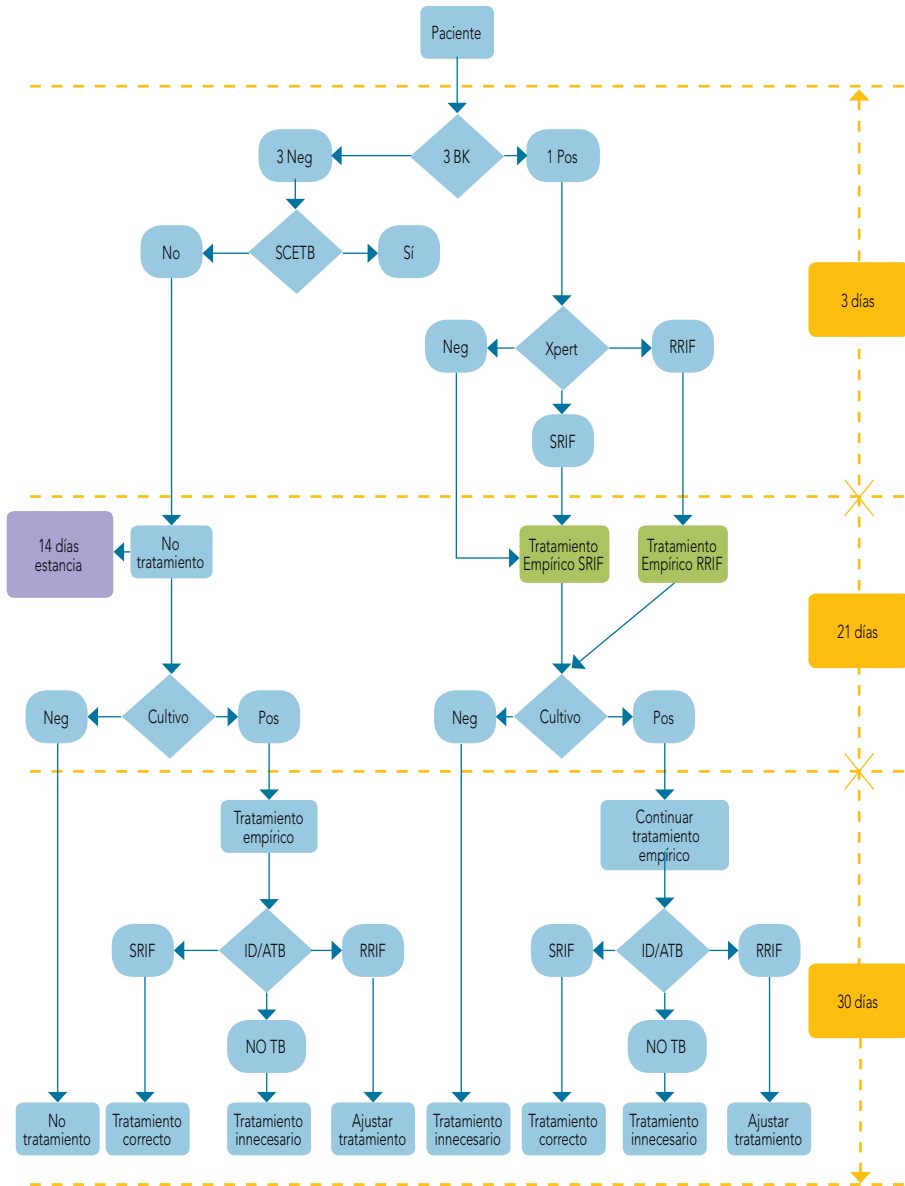 Paciente
3 Neg
3 BK
1 Pos
No
SCETB
Sí
3 días
Neg
Xpert
RRIF
SRIF
14 días
estancia
No
tratamiento
Tratamiento
Empírico SRIF
Tratamiento
Empírico RRIF
21 días
Neg
Cultivo
Pos
Neg
Cultivo
Pos
Tratamiento
empírico
Continuar
tratamiento
empírico
SRIF
ID/ATB
RRIF
SRIF
ID/ATB
RRIF
30 días
NO TB
NO TB
No
tratamiento
Tratamiento
correcto
Tratamiento
innecesario
Ajustar
tratamiento
Tratamiento
innecesario
Tratamiento
correcto
Tratamiento
innecesario
Ajustar
tratamiento